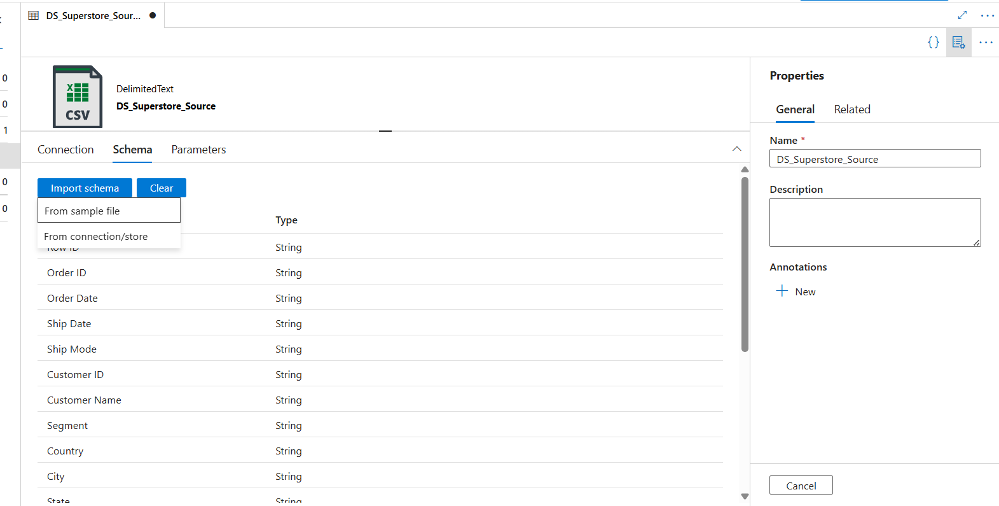 DS_Superstore_Sour...
{}
0
0
1
0
0
X
CSV
DelimitedText
DS_Superstore_Source
Connection
Schema
Parameters
Import schema
Clear
From sample file
From connection/store
Type
Row ID
String
Order ID
String
Order Date
String
Ship Date
String
Ship Mode
String
Customer ID
String
Customer Name
String
Segment
String
Country
String
City
String
State
String
Properties
General
Related
Name *
DS_Superstore_Source
Description
Annotations
New
Cancel